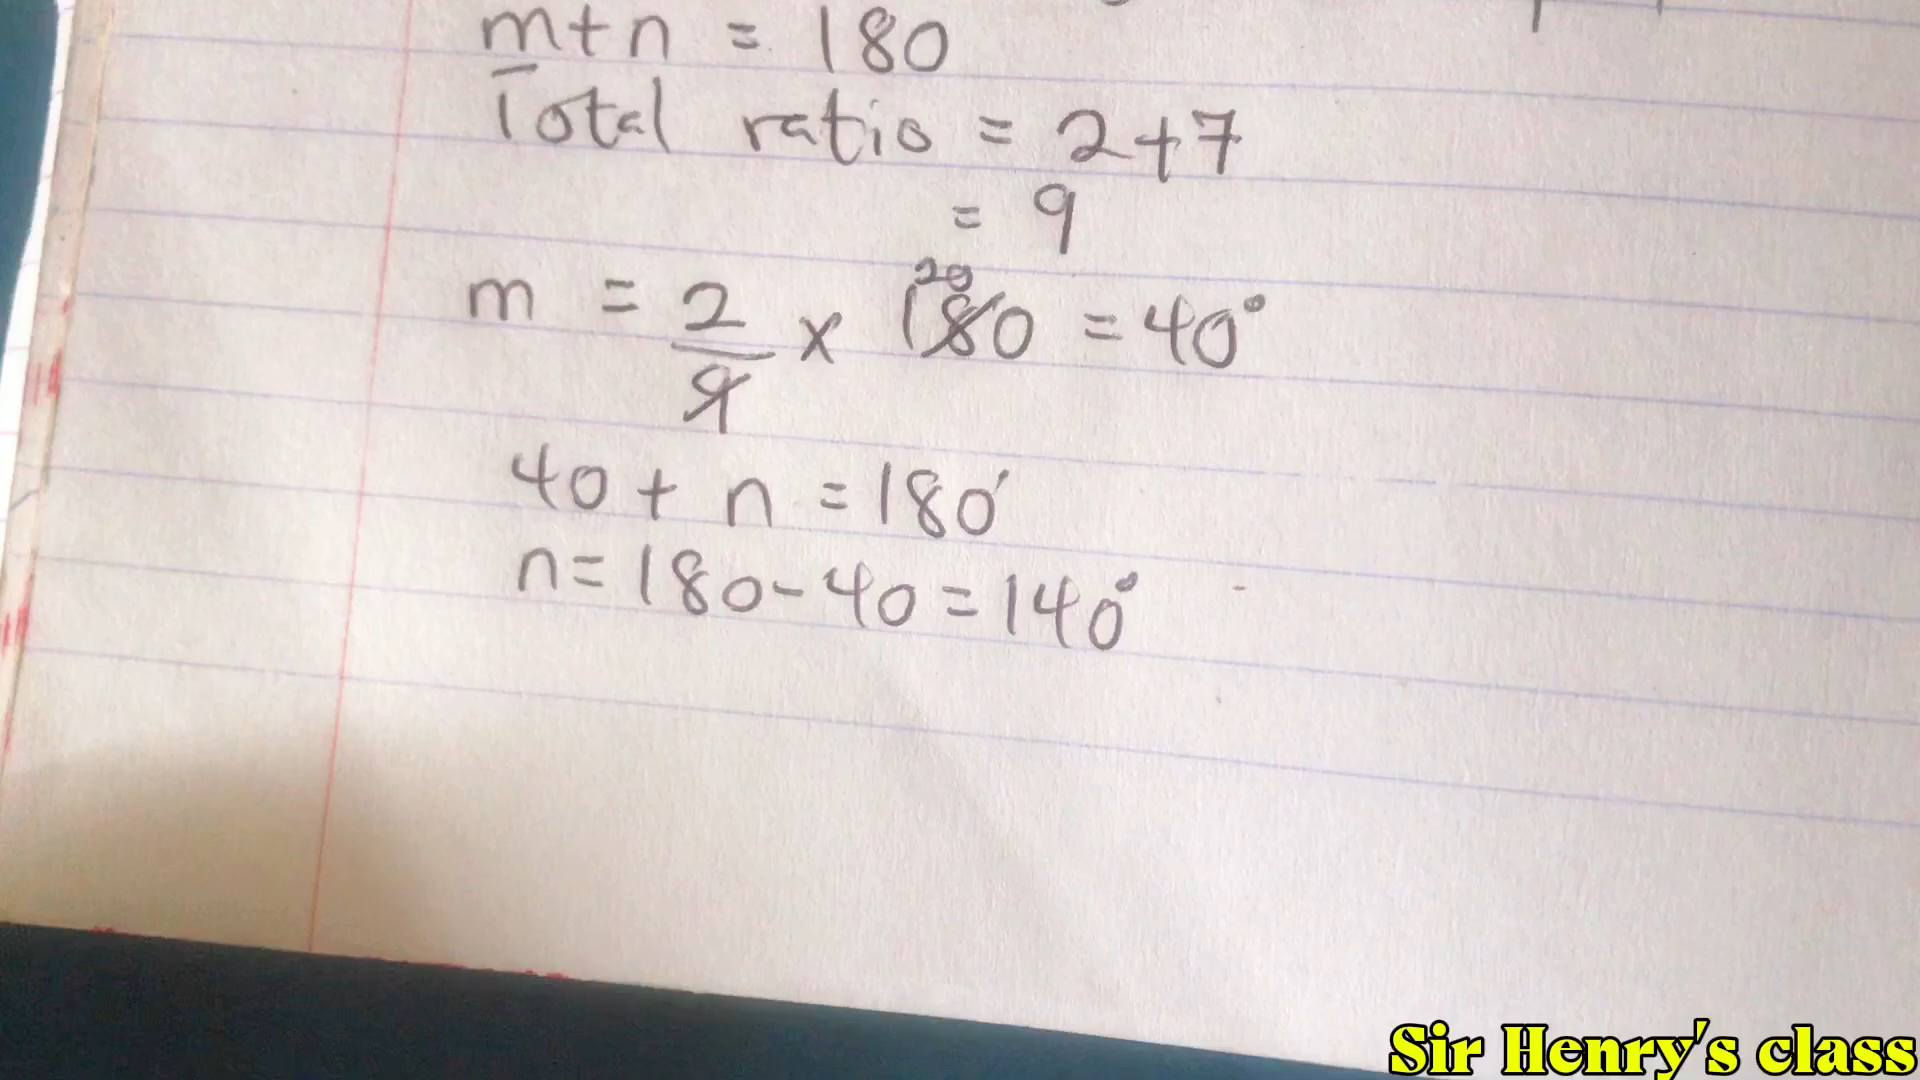 m+n = 180
Total ratio = 2+7
= 9
20
m = 2/9 x 180 = 40°
40 + n = 180°
n = 180 - 40 = 140°
Sir Henry's class